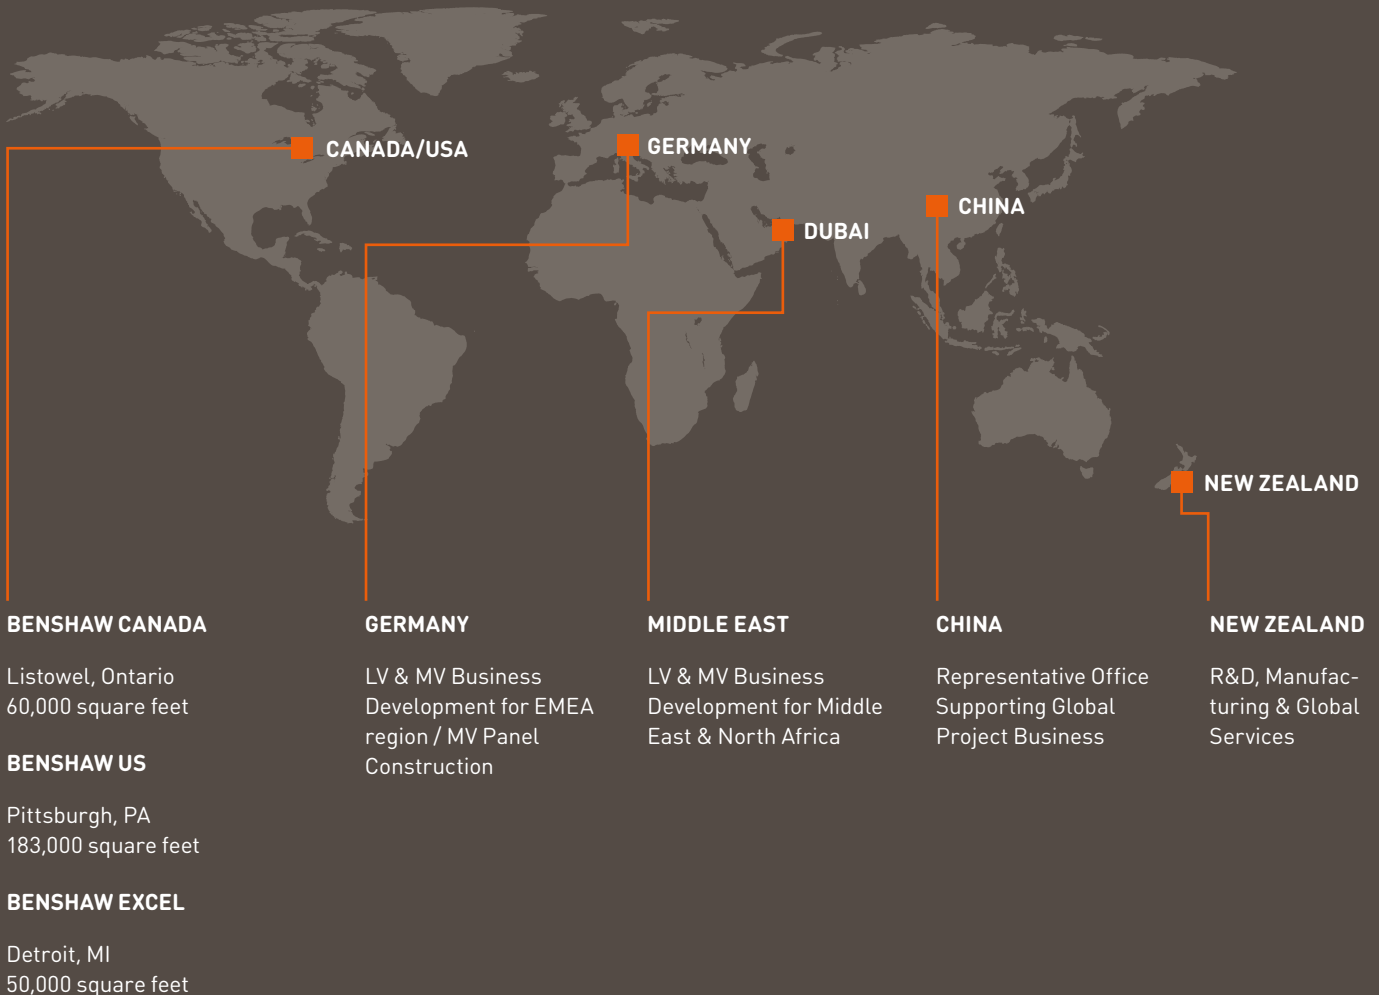 CANADA/USA
GERMANY
CHINA
DUBAI
NEW ZEALAND
BENSHAW CANADA
Listowel, Ontario
60,000 square feet
BENSHAW US
Pittsburgh, PA
183,000 square feet
BENSHAW EXCEL
Detroit, MI
50,000 square feet
GERMANY
LV & MV Business
Development for EMEA
region / MV Panel
Construction
MIDDLE EAST
LV & MV Business
Development for Middle
East & North Africa
CHINA
Representative Office
Supporting Global
Project Business
NEW ZEALAND
R&D, Manufac-
turing & Global
Services